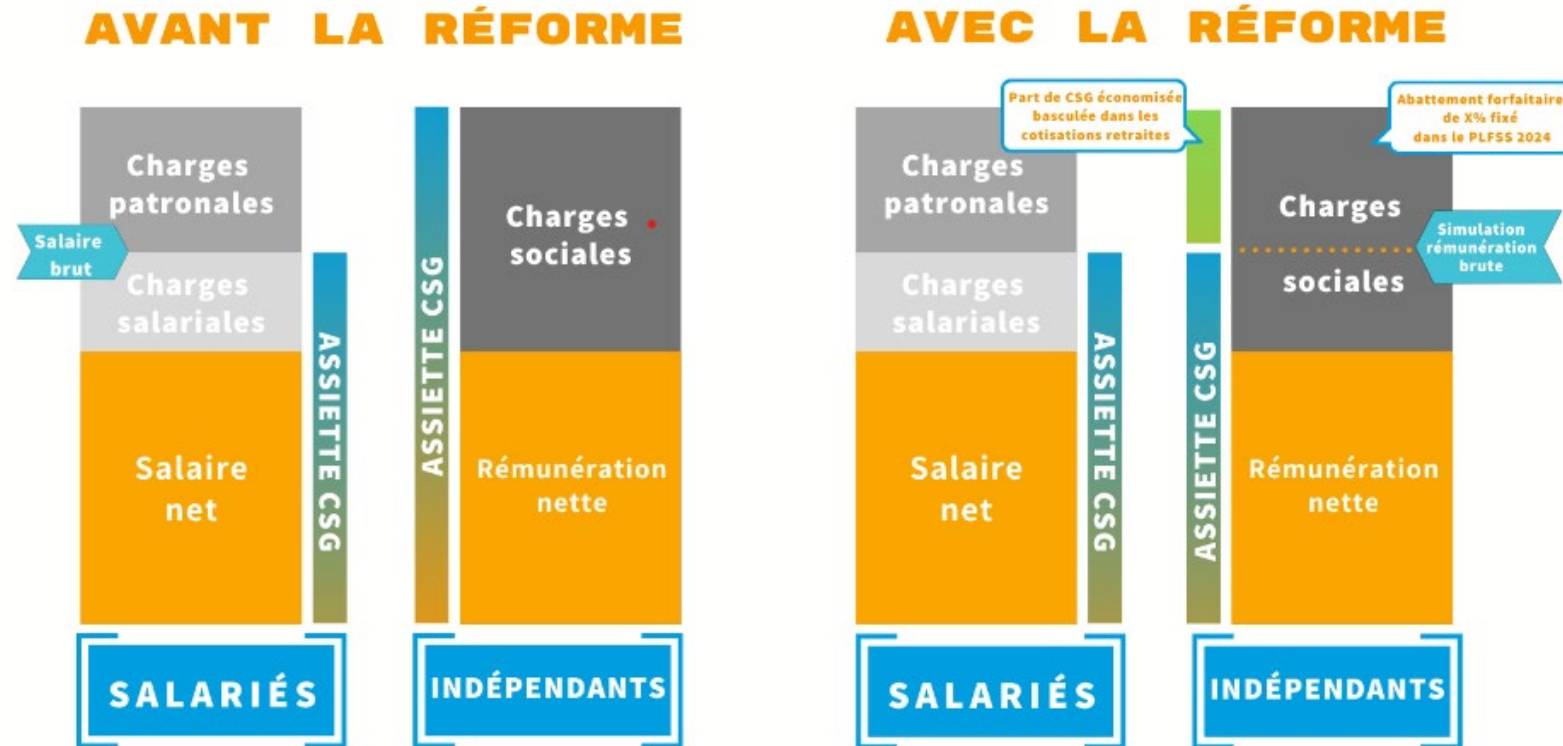 AVANT LA RÉFORME
Charges
patronales
Salaire
brut
Charges
salariales
Salaire
net
ASSIETTE CSG
SALARIÉS
ASSIETTE CSG
Charges
sociales
Rémunération
nette
INDÉPENDANTS
AVEC LA RÉFORME
Charges
patronales
Charges
salariales
Salaire
net
ASSIETTE CSG
SALARIÉS
Part de CSG économisée
basculée dans les
cotisations retraites
ASSIETTE CSG
Abattement forfaitaire
de X% fixé
dans le PLFSS 2024
Charges
sociales
Simulation
rémunération
brute
Rémunération
nette
INDÉPENDANTS